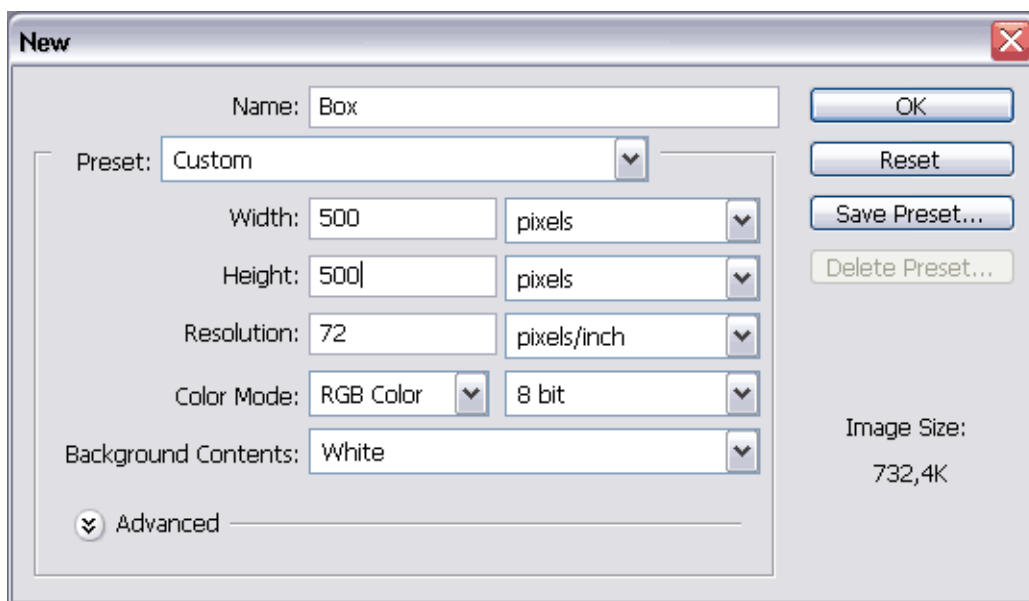 New
Name: Box
OK
Preset: Custom
Reset
Width: 500 pixels
Save Preset...
Height: 500 pixels
Delete Preset...
Resolution: 72 pixels/inch
Color Mode: RGB Color 8 bit
Image Size:
Background Contents: White
732,4K
Advanced